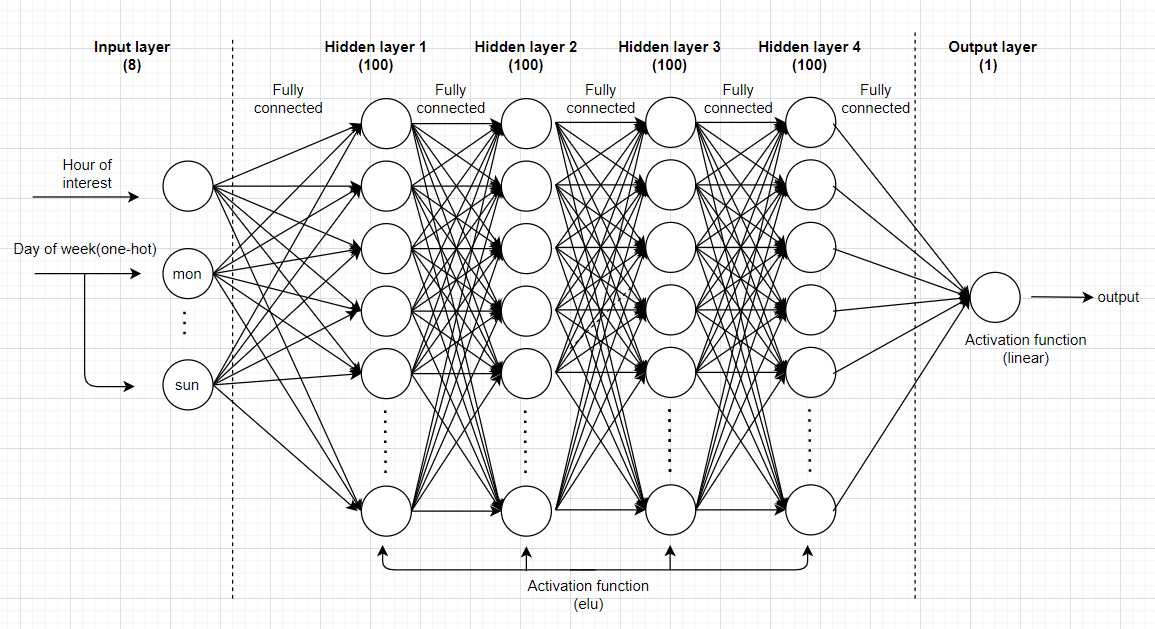 Input layer
(8)
Hidden layer 1
(100)
Hidden layer 2
(100)
Hidden layer 3
(100)
Hidden layer 4
(100)
Output layer
(1)
Fully
connected
Fully
connected
Fully
connected
Fully
connected
Fully
connected
Hour of
interest
Day of week(one-hot)
mon
sun
output
Activation function
(linear)
Activation function
(elu)